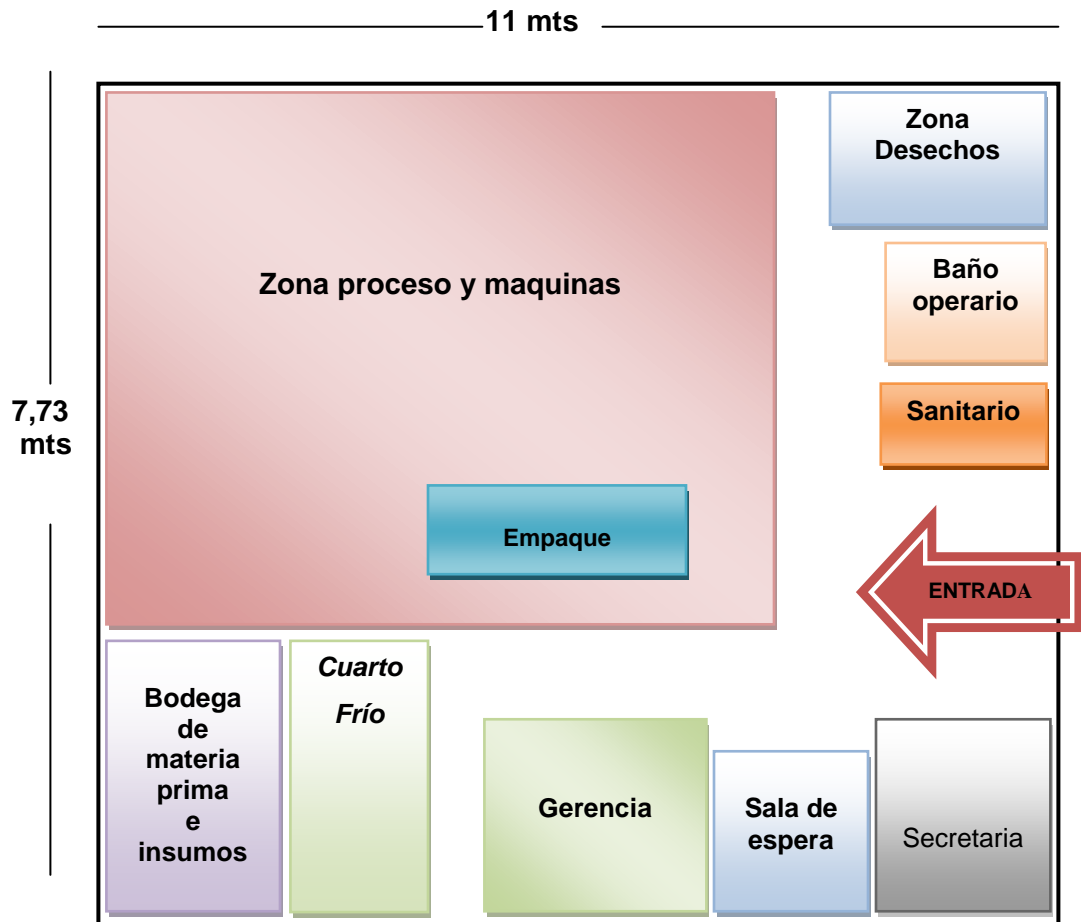 11 mts
7,73
mts
Zona
Desechos
Zona proceso y maquinas
Baño
operario
Sanitario
Empaque
ENTRADA
Bodega
de
materia
prima
e
insumos
Cuarto
Frío
Gerencia
Sala de
espera
Secretaria